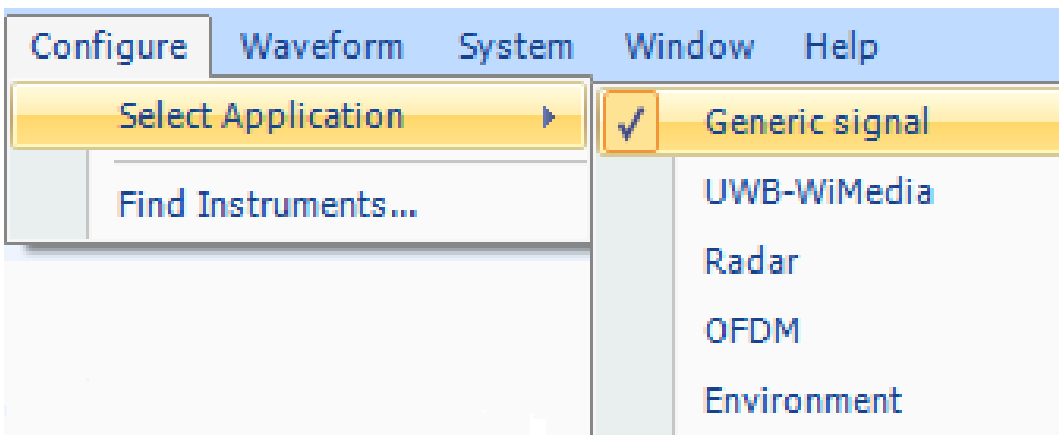 Configure Waveform System Window Help
Select Application
Generic signal
Find Instruments...
UWB-WiMedia
Radar
OFDM
Environment